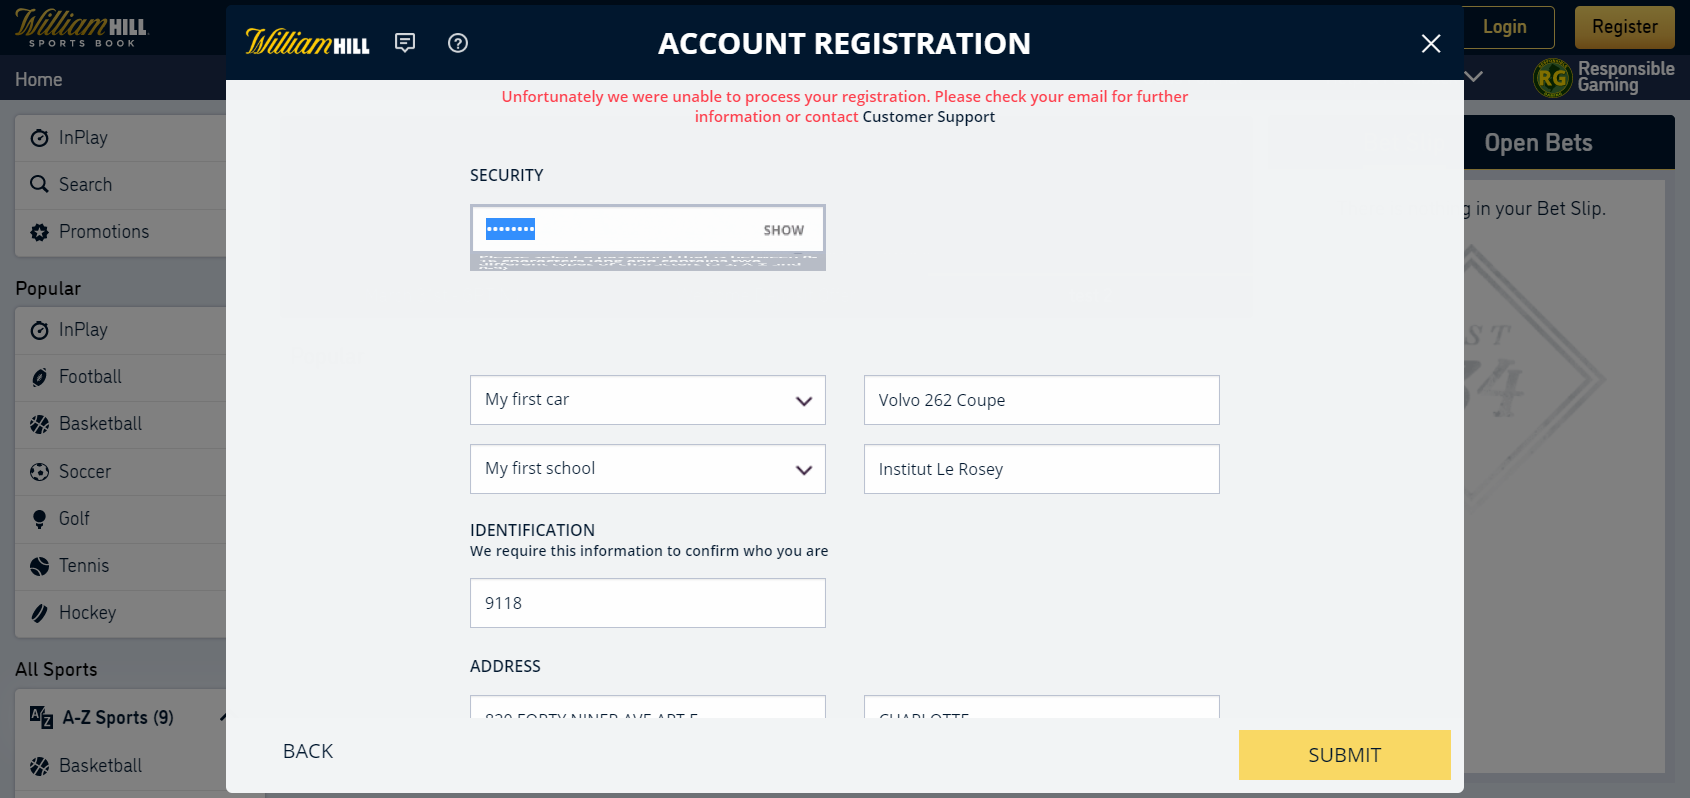 William HILL
SPORTS BOOK
Home
InPlay
Search
Promotions
Popular
InPlay
Football
Basketball
Soccer
Golf
Tennis
Hockey
All Sports
A-Z Sports (9)
Basketball
William HILL
ACCOUNT REGISTRATION
Unfortunately we were unable to process your registration. Please check your email for further
information or contact Customer Support
SECURITY
SHOW
My first car
Volvo 262 Coupe
My first school
Institut Le Rosey
IDENTIFICATION
We require this information to confirm who you are
9118
ADDRESS
CHARLOTTE
BACK
SUBMIT
Login
Register
RG
Responsible
Gaming
Open Bets
g in your Bet Slip.